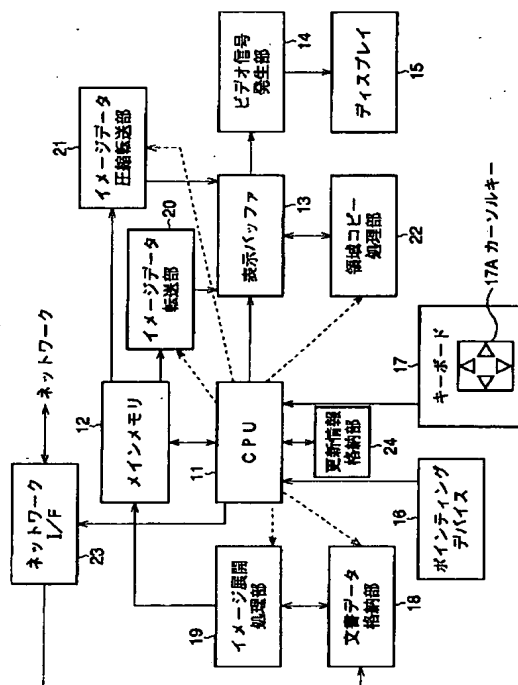 ネットワーク
ネットワーク
I/F
23
12
メインメモリ
21
イメージデータ
圧縮転送部
20
イメージデータ
転送部
19
イメージ展開
処理部
11
CPU
13
表示バッファ
14
ビデオ信号
発生部
18
文書データ
格納部
24
更新情報
格納部
22
領域コピー
処理部
15
ディスプレイ
16
ポインティング
デバイス
17
キーボード
17A カーソルキー